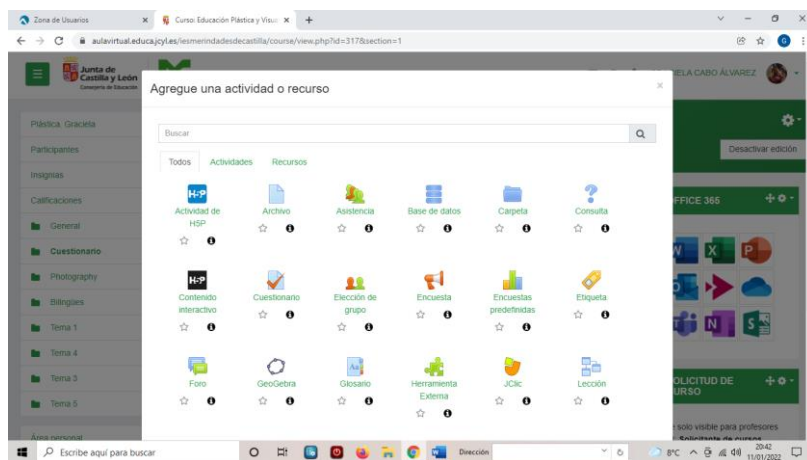 Zona de Usuarios
Curso: Educación Plástica y Visu
aulavirtual.educa.jcyl.es/iesmerindadesdecastilla/course/view.php?id=317&section=1
G
Junta de
Castilla y León
Consejería de Educación
ELA CABO ÁLVAREZ
Agregue una actividad o recurso
Buscar
Todos Actividades Recursos
H5P
Actividad de
H5P
Archivo
Asistencia
Base de datos
Carpeta
Consulta
H5P
Contenido
interactivo
Cuestionario
Elección de
grupo
Encuesta
Encuestas
predefinidas
Etiqueta
Foro
GeoGebra
Glosario
Herramienta
Externa
JClic
Lección
Plástica. Graciela
Participantes
Insignias
Calificaciones
General
Cuestionario
Photography
Bilingües
Tema 1
Tema 4
Tema 3
Tema 5
Área personal
Desactivar edición
FFICE 365
W X P
N S
OLICITUD DE
URSO
solo visible para profesores
Solicitante de cursos
Escribe aquí para buscar
Dirección
8°C
20:42
11/01/2022